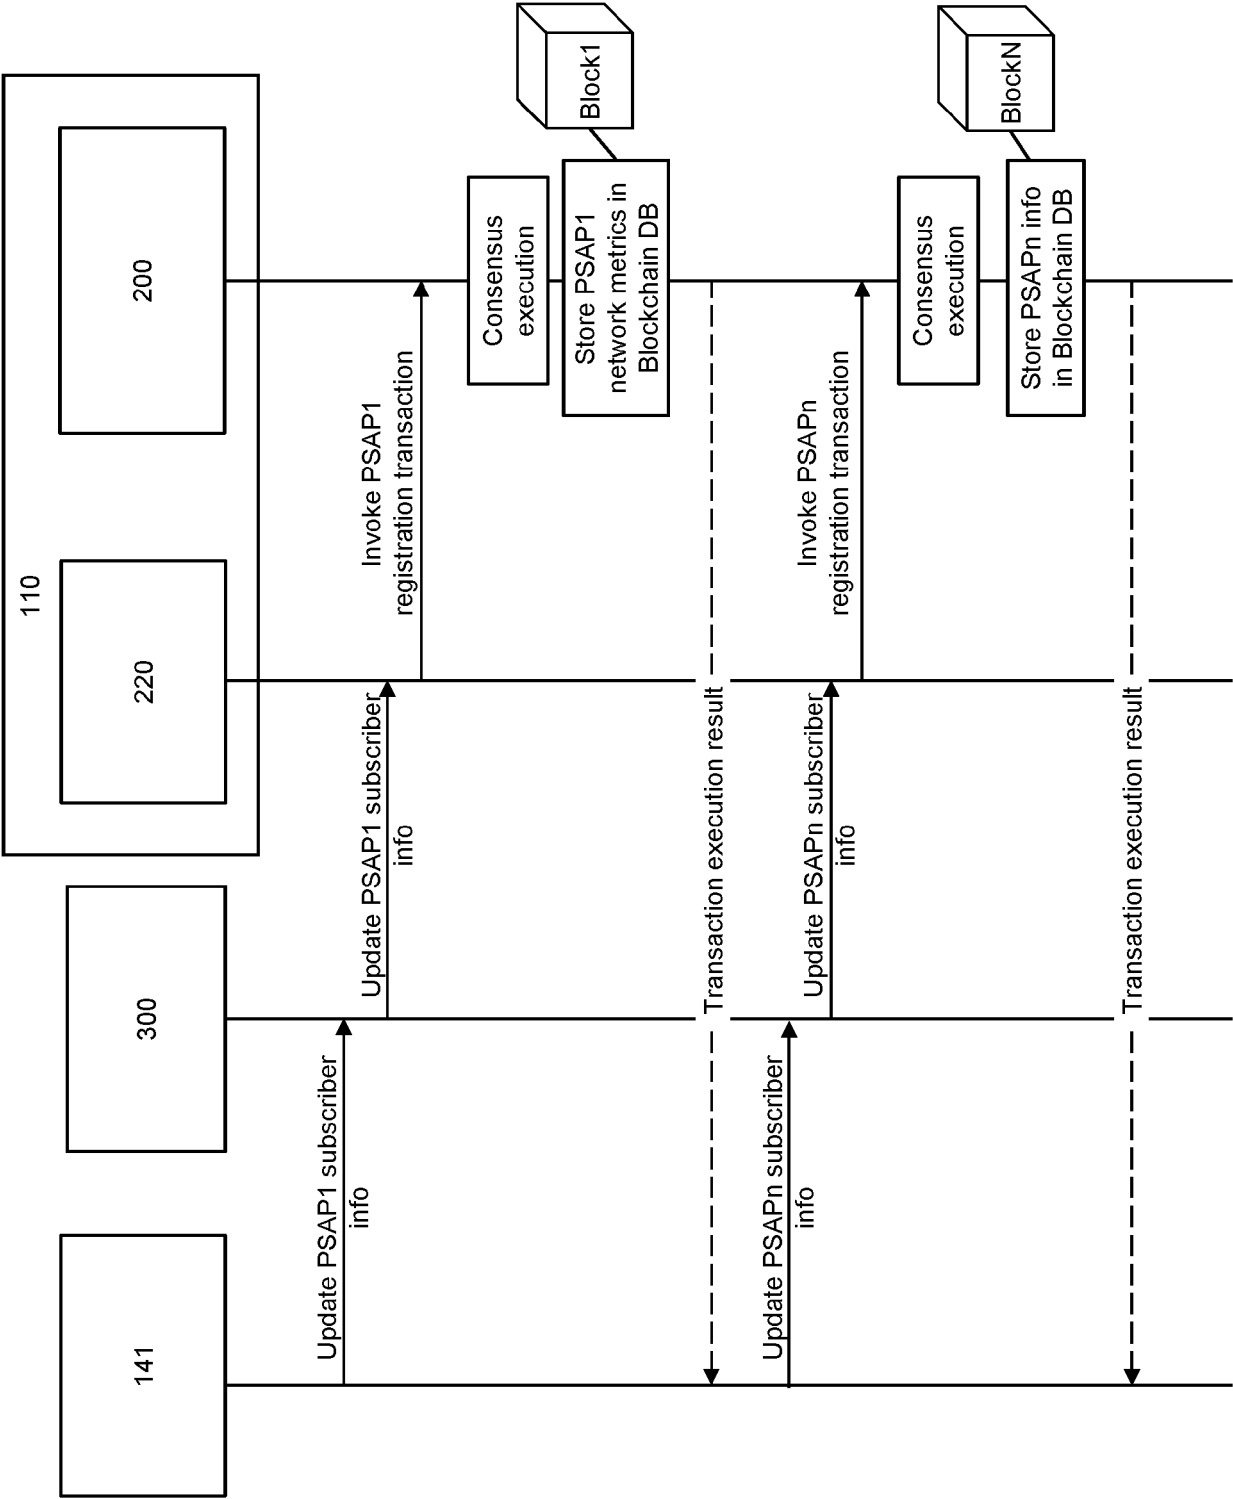 110
141
300
220
200
Update PSAP1 subscriber
info
Update PSAP1 subscriber
info
Invoke PSAP1
registration transaction
Consensus
execution
Store PSAP1
network metrics in
Blockchain DB
Block1
Transaction execution result
Update PSAPn subscriber
info
Update PSAPn subscriber
info
Invoke PSAPn
registration transaction
Consensus
execution
Store PSAPn info
in Blockchain DB
BlockN
Transaction execution result